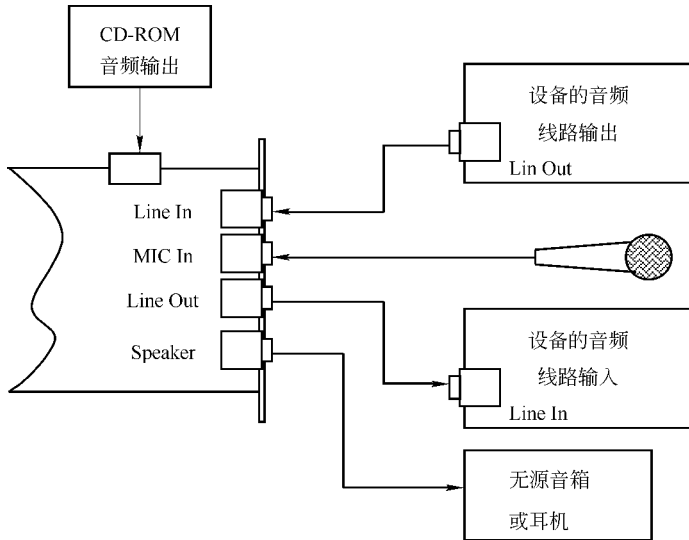 CD-ROM
音频输出
设备的音频
线路输出
Lin Out
Line In
MIC In
Line Out
Speaker
设备的音频
线路输入
Line In
无源音箱
或耳机